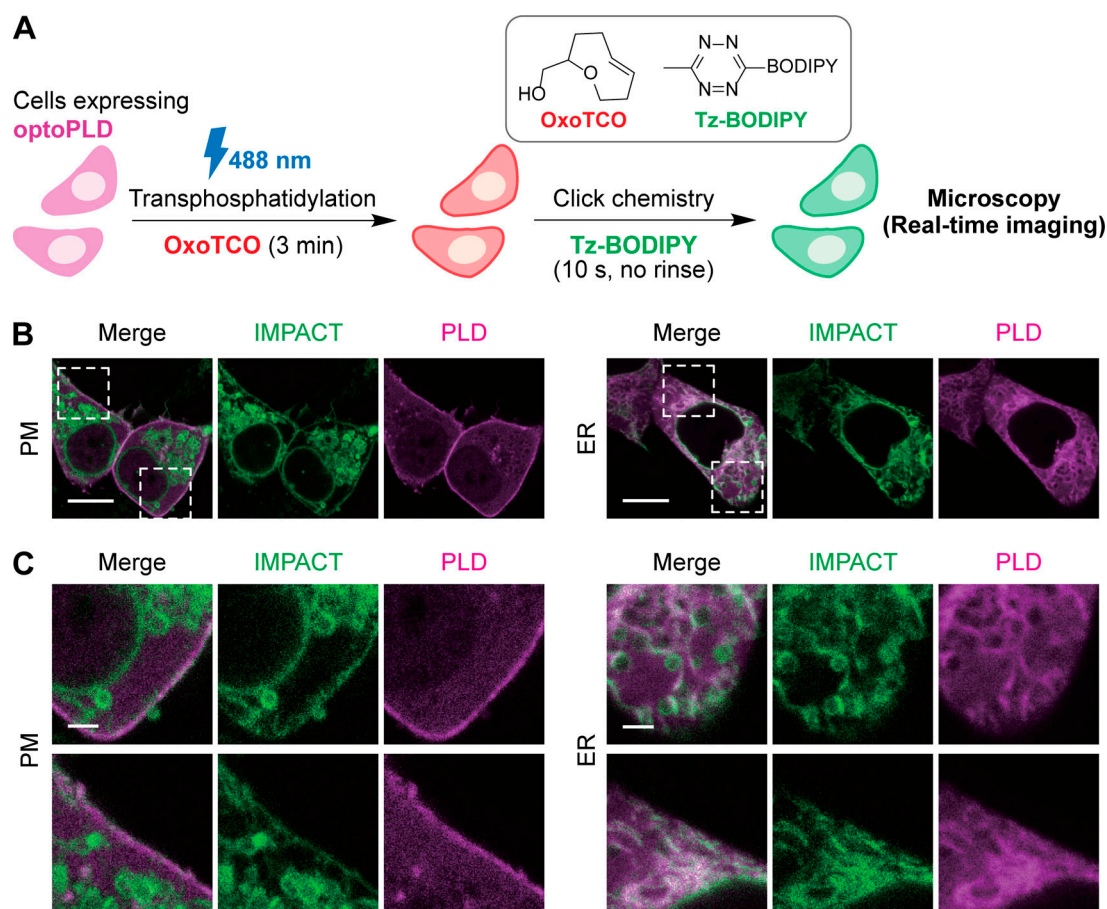 A
Cells expressing
optoPLD
488 nm
Transphosphatidylation
OxoTCO (3 min)
HO
O
OxoTCO
N N
N N
BODIPY
Tz-BODIPY
Click chemistry
Tz-BODIPY
(10 s, no rinse)
Microscopy
(Real-time imaging)
B
Merge IMPACT PLD
PM
Merge IMPACT PLD
ER
C
Merge IMPACT PLD
PM
Merge IMPACT PLD
ER